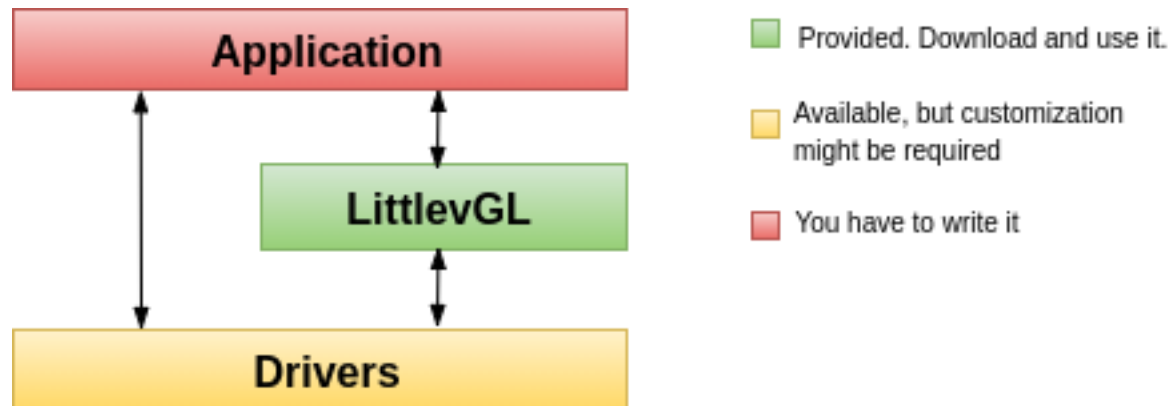 Application
LittlevGL
Drivers
Provided. Download and use it.
Available, but customization
might be required
You have to write it